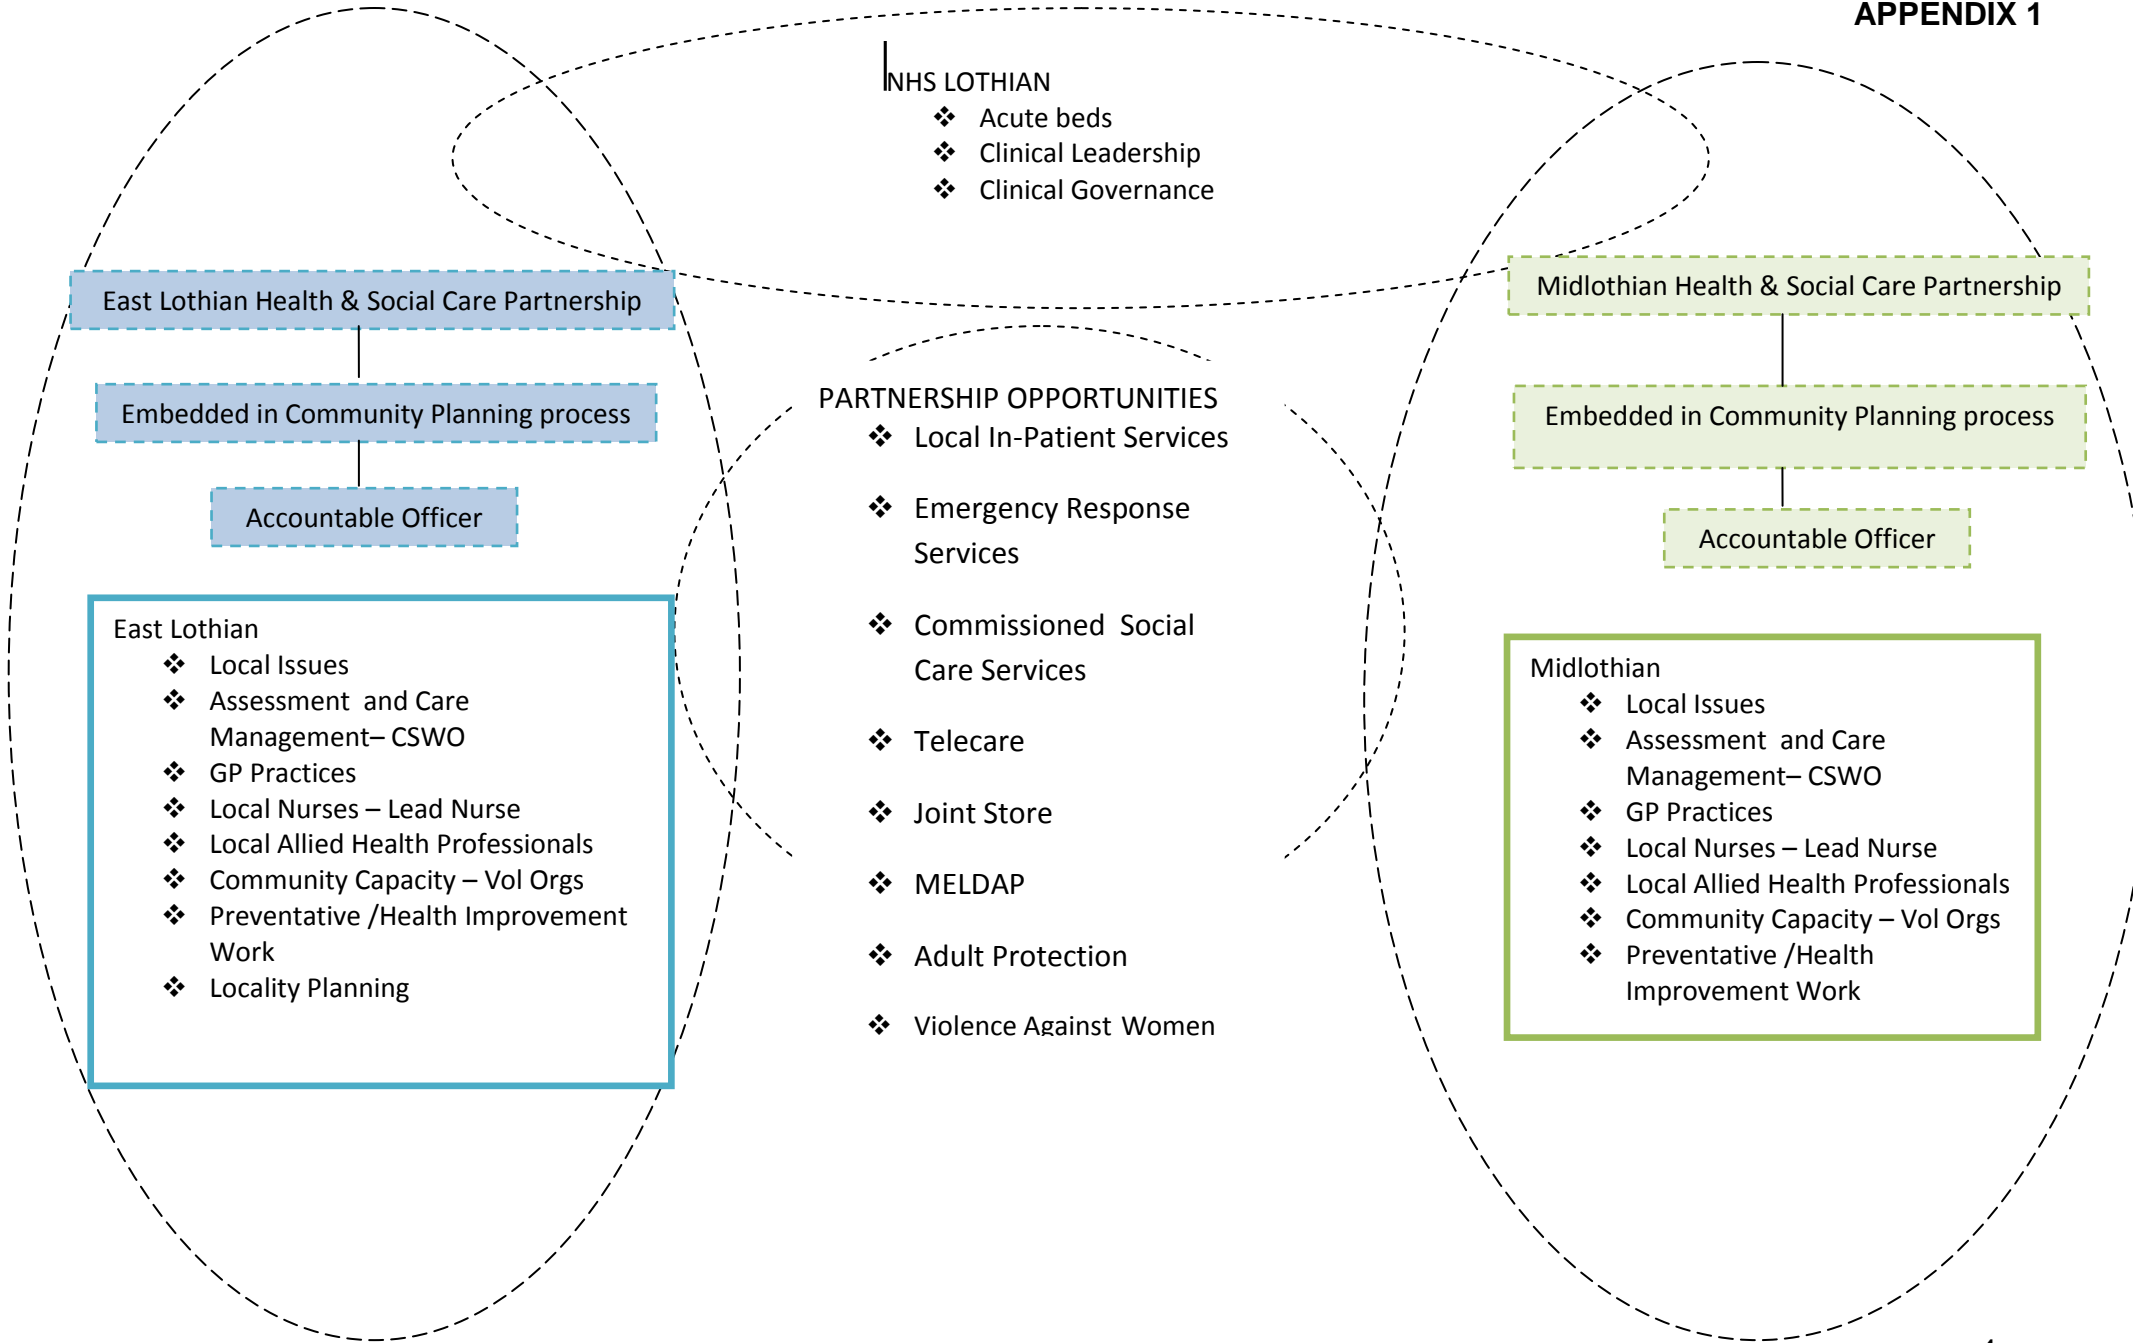 APPENDIX 1
NHS LOTHIAN
❖ Acute beds
❖ Clinical Leadership
❖ Clinical Governance
East Lothian Health & Social Care Partnership
Embedded in Community Planning process
Accountable Officer
East Lothian
❖ Local Issues
❖ Assessment and Care
Management– CSWO
❖ GP Practices
❖ Local Nurses – Lead Nurse
❖ Local Allied Health Professionals
❖ Community Capacity – Vol Orgs
❖ Preventative /Health Improvement
Work
❖ Locality Planning
PARTNERSHIP OPPORTUNITIES
❖ Local In-Patient Services
❖ Emergency Response
Services
❖ Commissioned Social
Care Services
❖ Telecare
❖ Joint Store
❖ MELDAP
❖ Adult Protection
❖ Violence Against Women
Midlothian Health & Social Care Partnership
Embedded in Community Planning process
Accountable Officer
Midlothian
❖ Local Issues
❖ Assessment and Care
Management– CSWO
❖ GP Practices
❖ Local Nurses – Lead Nurse
❖ Local Allied Health Professionals
❖ Community Capacity – Vol Orgs
❖ Preventative /Health
Improvement Work